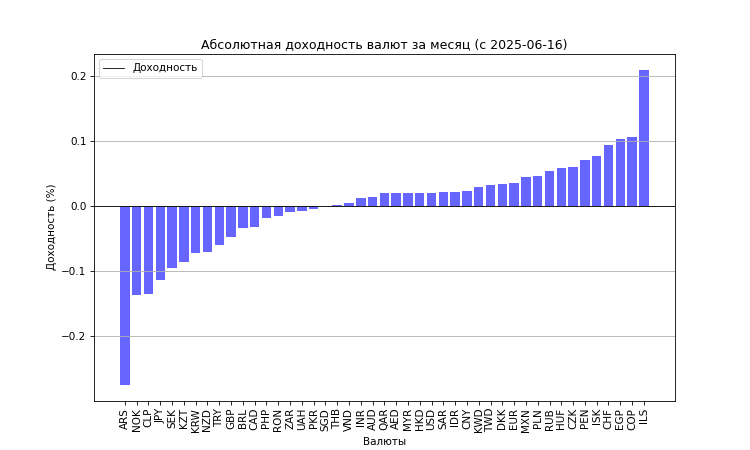 Абсолютная доходность валют за месяц (с 2025-06-16)
Доходность
Доходность (%)
0.2
0.1
0.0
−0.1
−0.2
ARS NOK CLP JPY SEK KZT KRW NZD TRY GBP BRL CAD PHP RON ZAR UAH PKR SGD THB VND INR AUD QAR AED MYR HKD USD SAR IDR CNY KWD TWD DKK EUR MXN PLN RUB HUF CZK PEN ISK CHF EGP COP ILS
Валюты